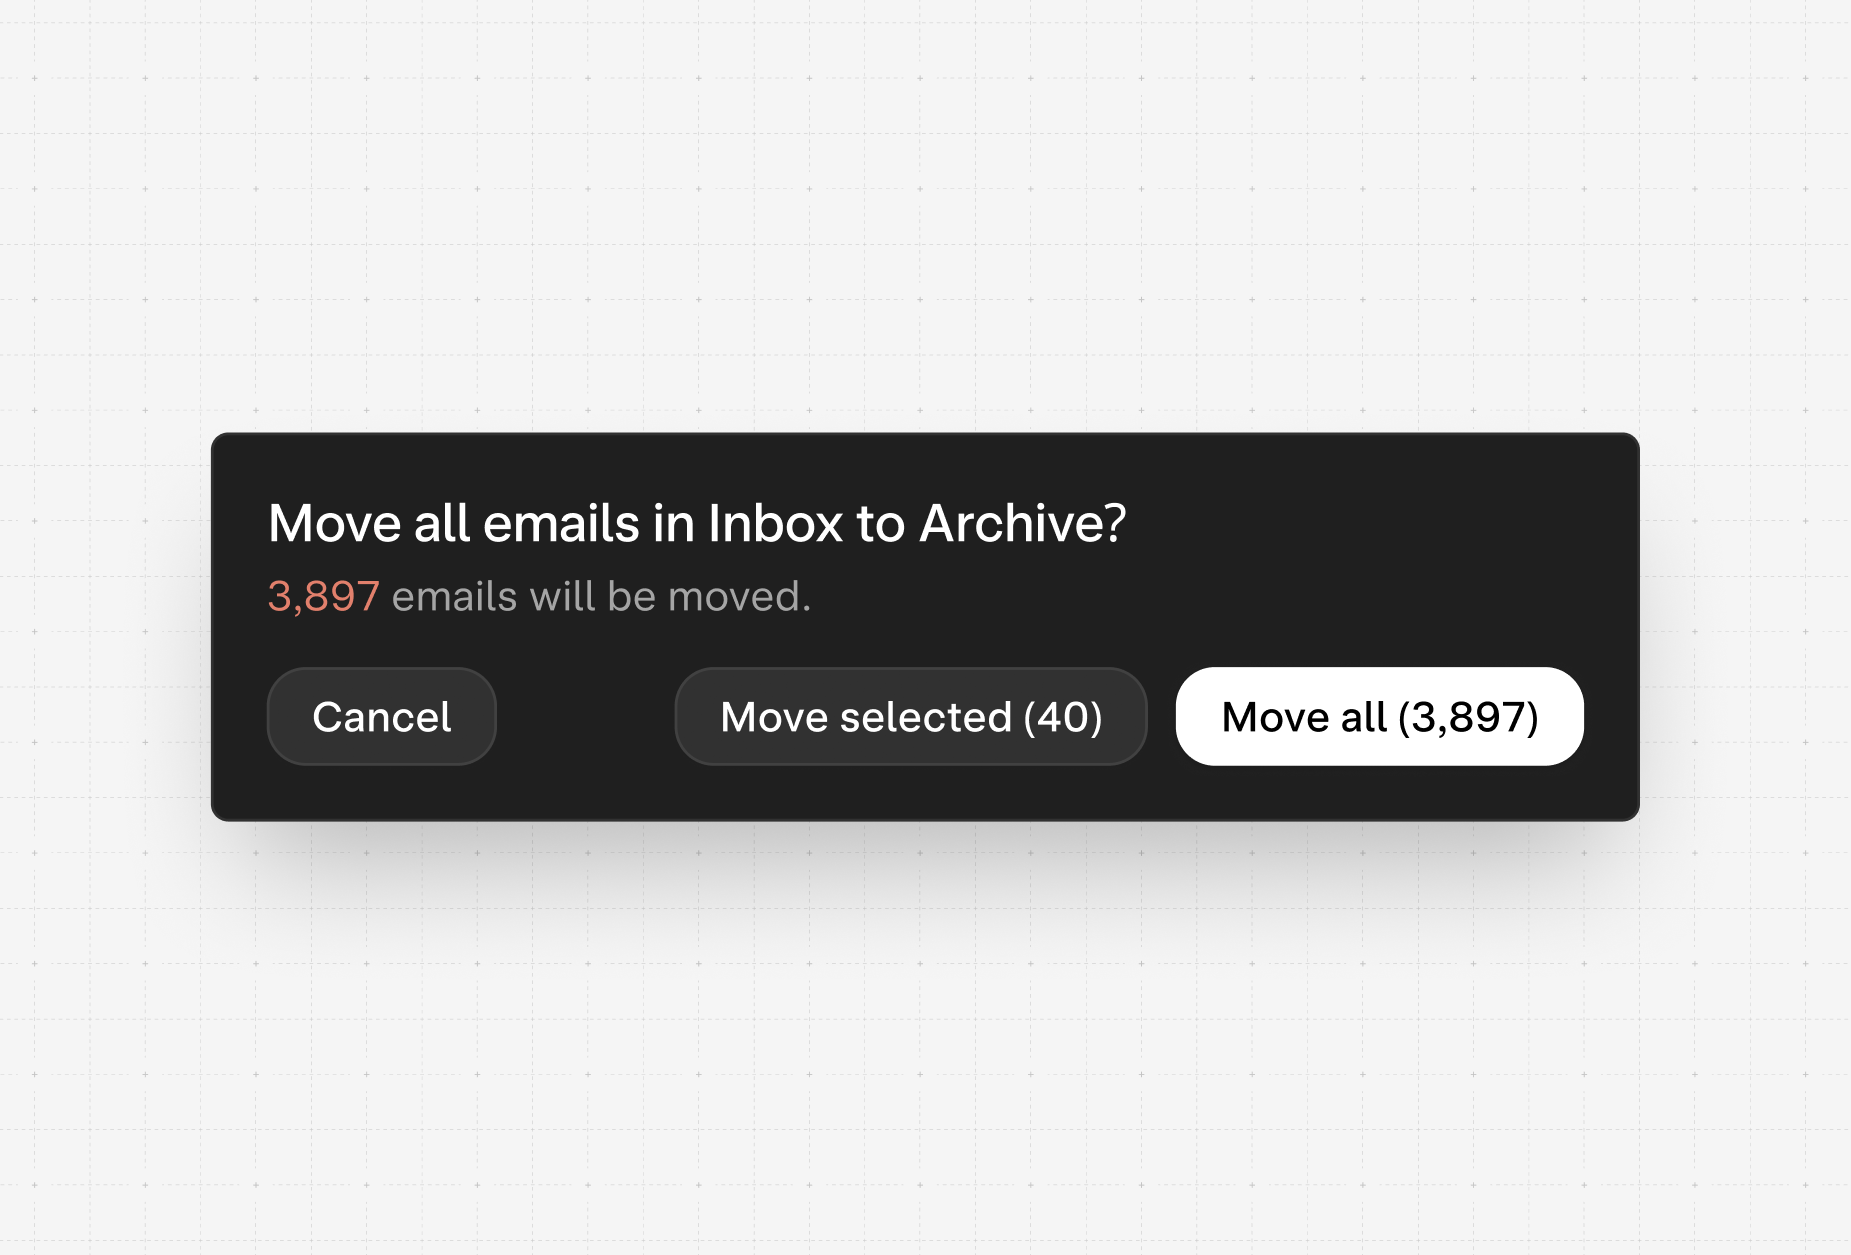 Move all emails in Inbox to Archive?
3,897 emails will be moved.
Cancel
Move selected (40)
Move all (3,897)